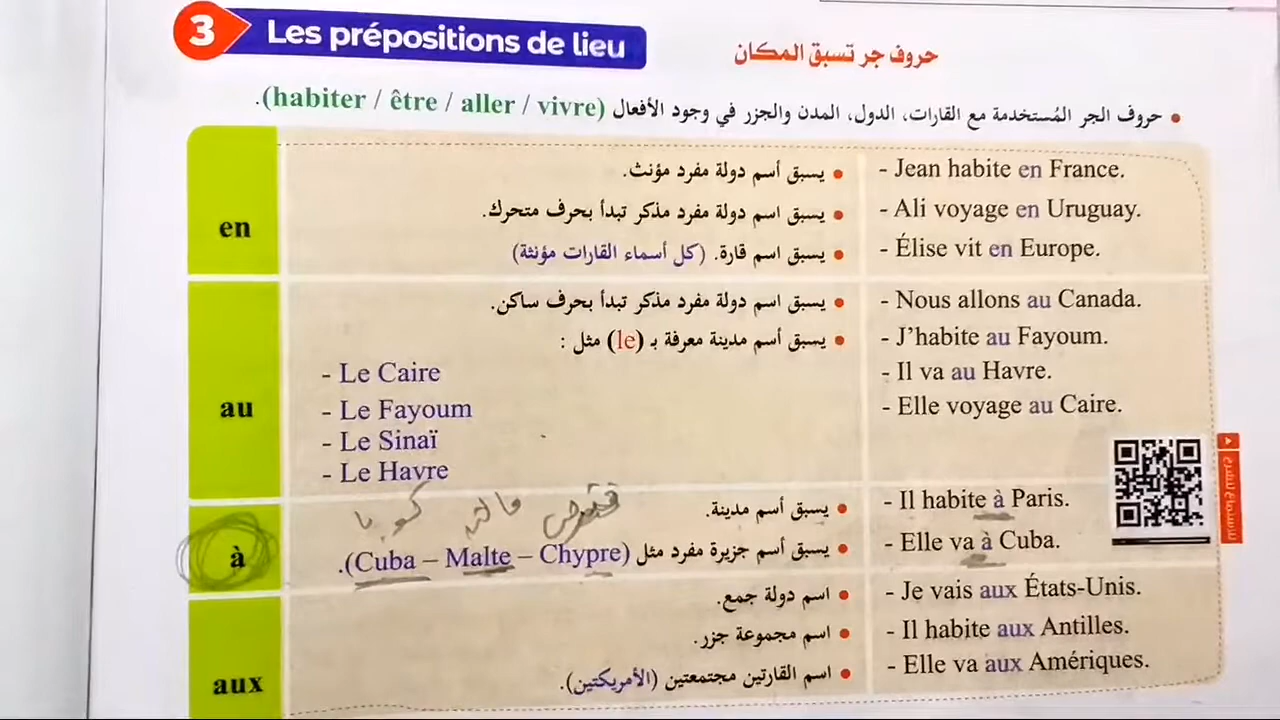 3 Les prépositions de lieu
حروف جر تسبق المكان
• حروف الجر المُستخدمة مع القارات، الدول، المدن والجزر في وجود الأفعال (habiter / être / aller / vivre).
en
• يسبق أسم دولة مفرد مؤنث.
- Jean habite en France.
• يسبق اسم دولة مفرد مذكر تبدأ بحرف متحرك.
- Ali voyage en Uruguay.
• يسبق اسم قارة. (كل أسماء القارات مؤنثة)
- Élise vit en Europe.
au
• يسبق اسم دولة مفرد مذكر تبدأ بحرف ساكن.
- Nous allons au Canada.
• يسبق أسم مدينة معرفة بـ (le) مثل :
- J’habite au Fayoum.
- Le Caire
- Il va au Havre.
- Le Fayoum
- Elle voyage au Caire.
- Le Sinaï
- Le Havre
à
• يسبق أسم مدينة.
- Il habite à Paris.
كوبا مالته قبرص
• يسبق أسم جزيرة مفرد مثل (Cuba – Malte – Chypre).
- Elle va à Cuba.
aux
• اسم دولة جمع.
- Je vais aux États-Unis.
• اسم مجموعة جزر.
- Il habite aux Antilles.
• اسم القارتين مجتمعتين (الأمريكتين).
- Elle va aux Amériques.